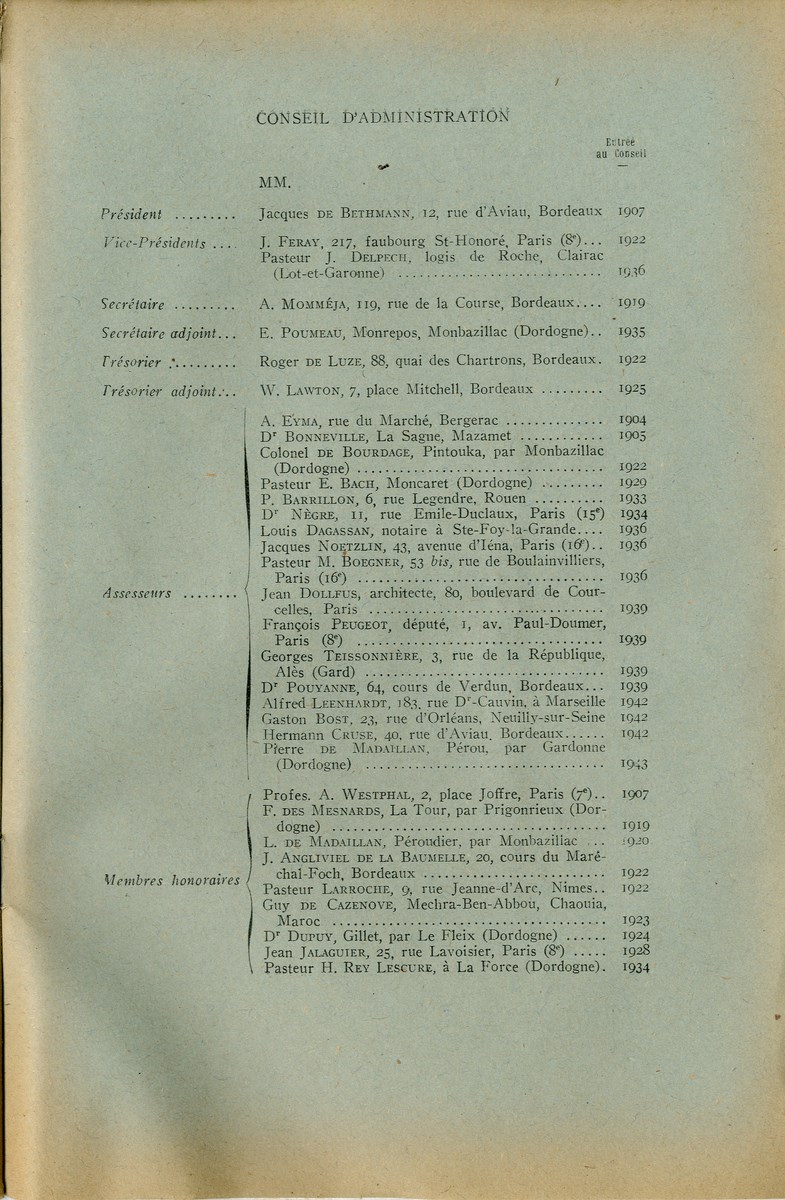 CONSEIL D'ADMINISTRATION
Entrée
au Conseil
MM.
Président ......... Jacques DE BETHMANN, 12, rue d'Aviau, Bordeaux 1907
Vice-Présidents .... J. FERAY, 217, faubourg St-Honoré, Paris (8e)... 1922
Pasteur J. DELPECH, logis de Roche, Clairac
(Lot-et-Garonne) ........................... 1936
Secrétaire ......... A. MOMMÉJA, 119, rue de la Course, Bordeaux.... 1919
Secrétaire adjoint... E. POUMEAU, Monrepos, Monbazillac (Dordogne).. 1935
Trésorier .......... Roger DE LUZE, 88, quai des Chartrons, Bordeaux. 1922
Trésorier adjoint... W. LAWTON, 7, place Mitchell, Bordeaux ......... 1925
A. EYMA, rue du Marché, Bergerac .............. 1904
Dr BONNEVILLE, La Sagne, Mazamet ............ 1905
Colonel DE BOURDAGE, Pintouka, par Monbazillac
(Dordogne) ................................. 1922
Pasteur E. BACH, Moncaret (Dordogne) ......... 1929
P. BARRILLON, 6, rue Legendre, Rouen .......... 1933
Dr NÈGRE, 11, rue Emile-Duclaux, Paris (15e) 1934
Louis DAGASSAN, notaire à Ste-Foy-la-Grande.... 1936
Jacques NOETZLIN, 43, avenue d'Iéna, Paris (16e).. 1936
Pasteur M. BOEGNER, 53 bis, rue de Boulainvilliers,
Paris (16e) ................................. 1936
Assesseurs ........ Jean DOLLFUS, architecte, 80, boulevard de Cour-
celles, Paris ............................... 1939
François PEUGEOT, député, 1, av. Paul-Doumer,
Paris (8e) ................................. 1939
Georges TEISSONNIÈRE, 3, rue de la République,
Alès (Gard) ................................ 1939
Dr POUYANNE, 64, cours de Verdun, Bordeaux... 1939
Alfred LEENHARDT, 183, rue Dr-Cauvin, à Marseille 1942
Gaston BOST, 23, rue d'Orléans, Neuilly-sur-Seine 1942
Hermann CRUSE, 40, rue d'Aviau, Bordeaux...... 1942
Pierre DE MADAILLAN, Pérou, par Gardonne
(Dordogne) ................................ 1943
Profes. A. WESTPHAL, 2, place Joffre, Paris (7e).. 1907
F. DES MESNARDS, La Tour, par Prigonrieux (Dor-
dogne) ..................................... 1919
L. DE MADAILLAN, Péroudier, par Monbazillac ... 1920
J. ANGLIVIEL DE LA BAUMELLE, 20, cours du Maré-
chal-Foch, Bordeaux ........................ 1922
Membres honoraires Pasteur LARROCHE, 9, rue Jeanne-d'Arc, Nimes.. 1922
Guy DE CAZENOVE, Mechra-Ben-Abbou, Chaouia,
Maroc ..................................... 1923
Dr DUPUY, Gillet, par Le Fleix (Dordogne) ...... 1924
Jean JALAGUIER, 25, rue Lavoisier, Paris (8e) ..... 1928
Pasteur H. REY LESCURE, à La Force (Dordogne). 1934